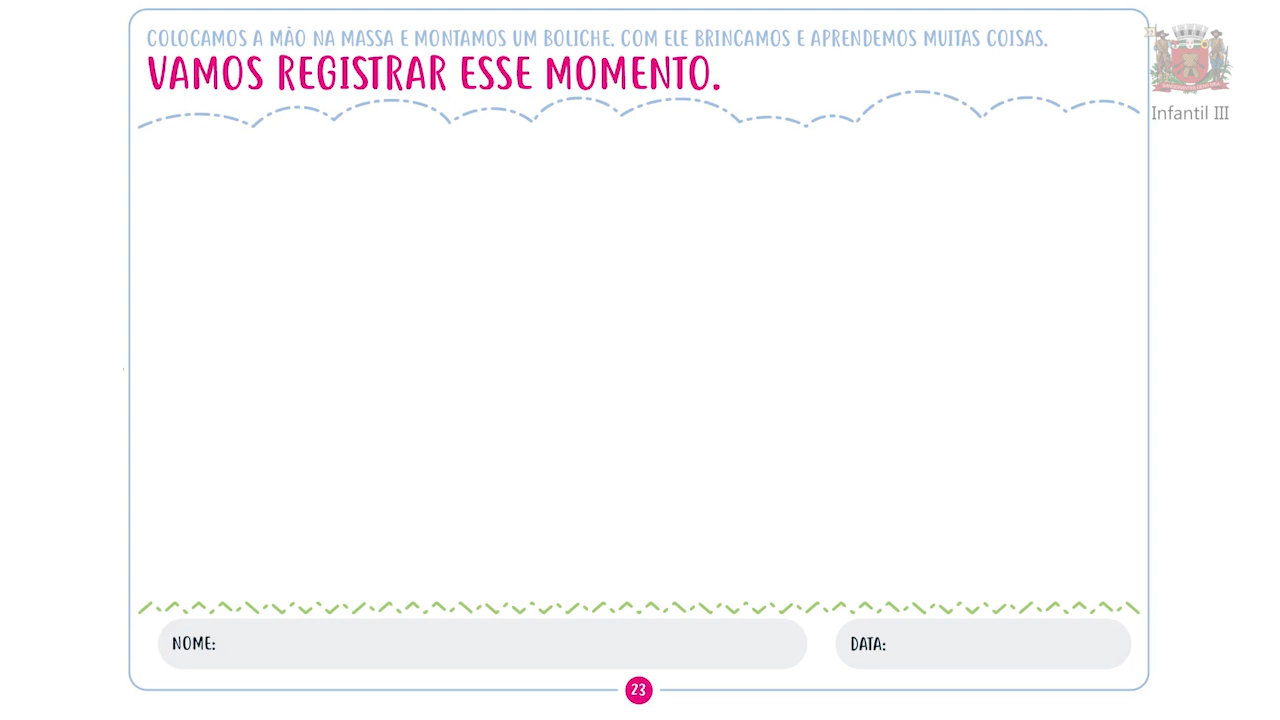 COLOCAMOS A MÃO NA MASSA E MONTAMOS UM BOLICHE. COM ELE BRINCAMOS E APRENDEMOS MUITAS COISAS.
VAMOS REGISTRAR ESSE MOMENTO.
Infantil III
NOME:
DATA:
23